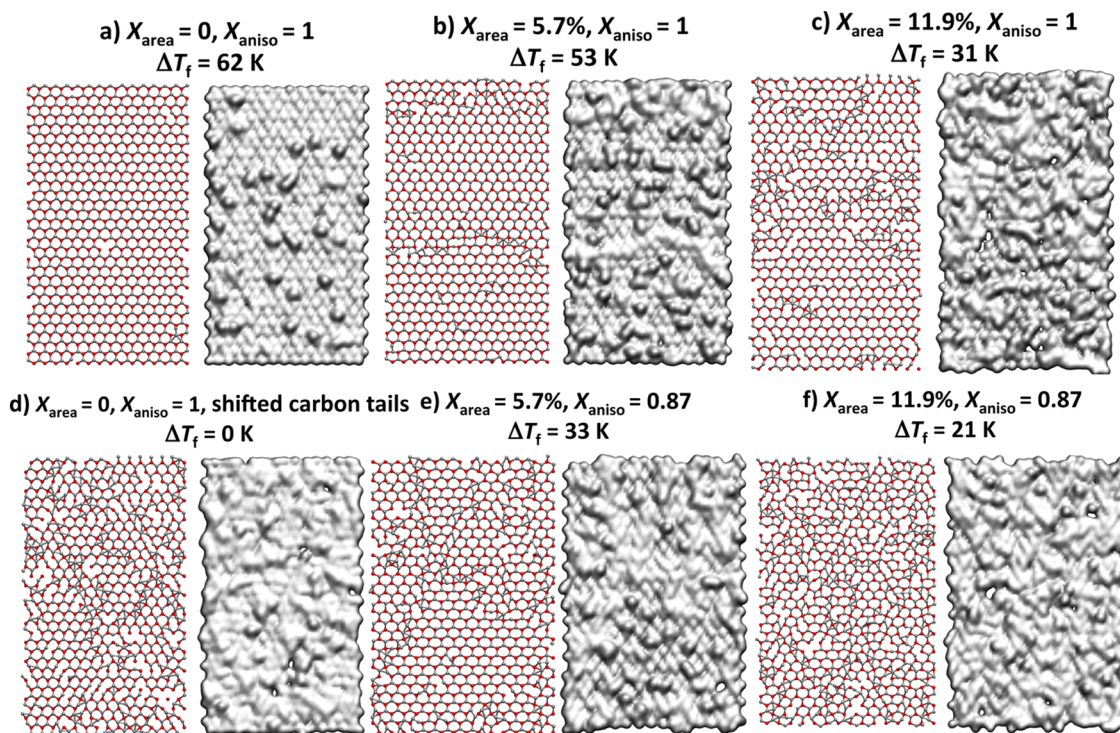 a) Xarea = 0, Xaniso = 1
ΔTf = 62 K
b) Xarea = 5.7%, Xaniso = 1
ΔTf = 53 K
c) Xarea = 11.9%, Xaniso = 1
ΔTf = 31 K
d) Xarea = 0, Xaniso = 1, shifted carbon tails
ΔTf = 0 K
e) Xarea = 5.7%, Xaniso = 0.87
ΔTf = 33 K
f) Xarea = 11.9%, Xaniso = 0.87
ΔTf = 21 K